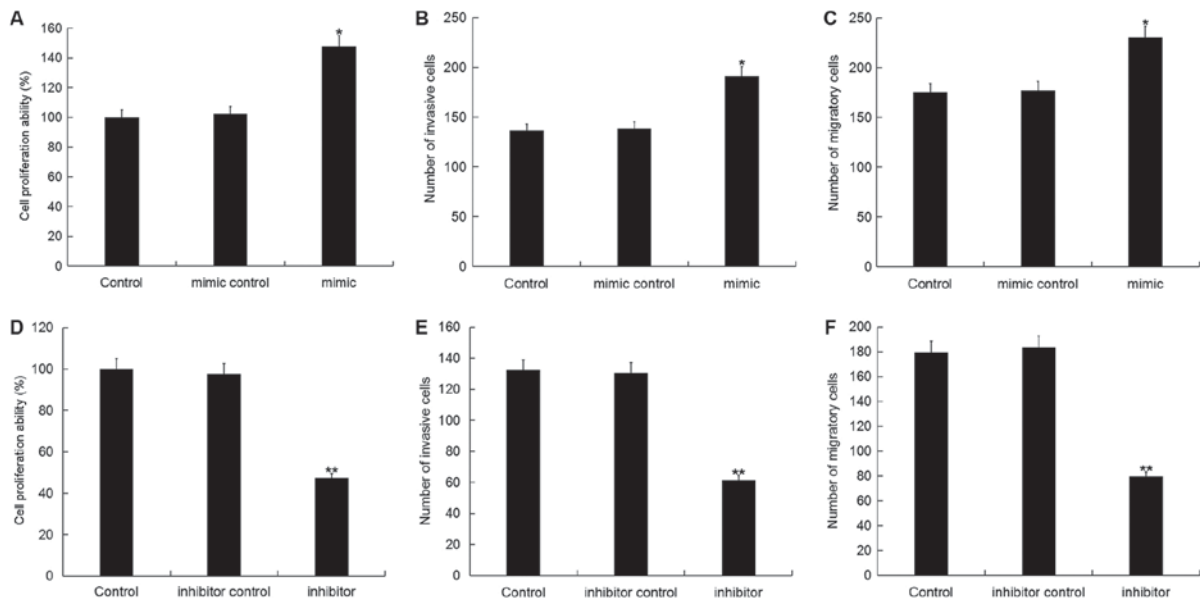 A
Cell proliferation ability (%)
160
140
120
100
80
60
40
20
0
*
Control
mimic control
mimic
B
Number of invasive cells
250
200
150
100
50
0
*
Control
mimic control
mimic
C
Number of migratory cells
250
200
150
100
50
0
*
Control
mimic control
mimic
D
Cell proliferation ability (%)
120
100
80
60
40
20
0
**
Control
inhibitor control
inhibitor
E
Number of invasive cells
160
140
120
100
80
60
40
20
0
**
Control
inhibitor control
inhibitor
F
Number of migratory cells
200
180
160
140
120
100
80
60
40
20
0
**
Control
inhibitor control
inhibitor